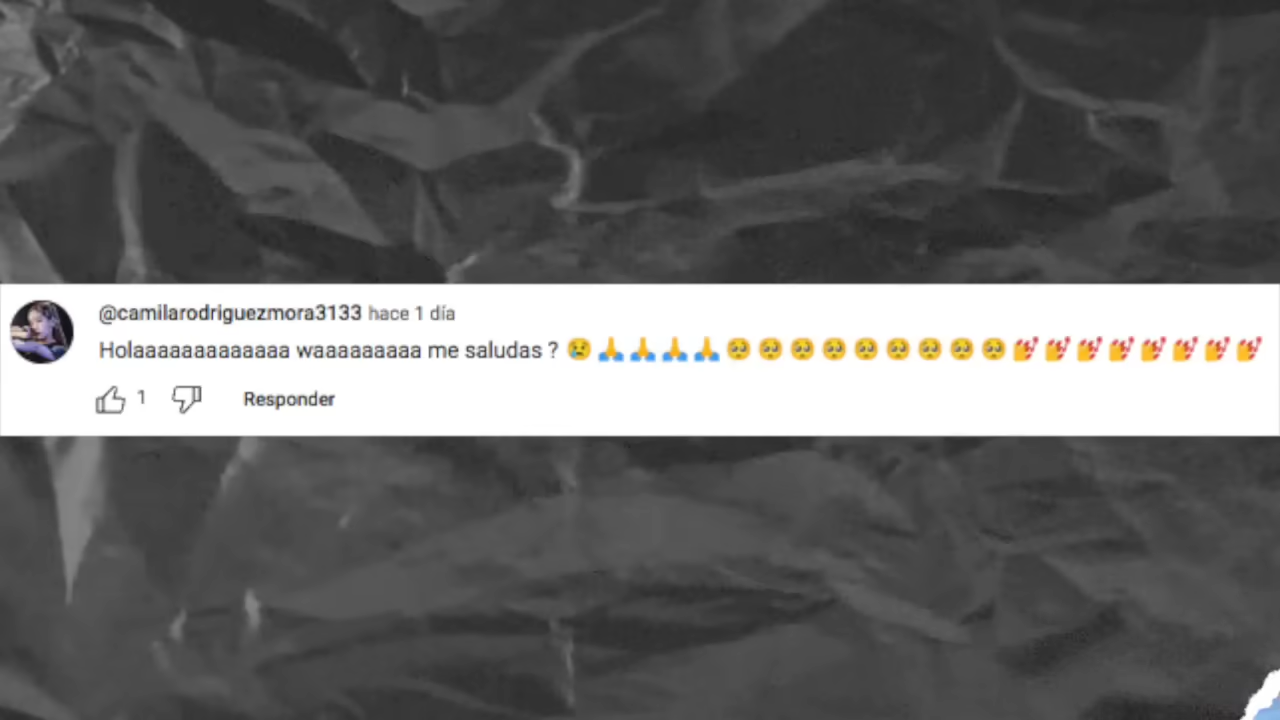 @camilarodriguezmora3133 hace 1 día
Holaaaaaaaaaaaaa waaaaaaaaa me saludas ? 😢🙏🙏🙏🙏🥺🥺🥺🥺🥺🥺🥺🥺🥺💅💅💅💅💅💅💅💅
1 Responder